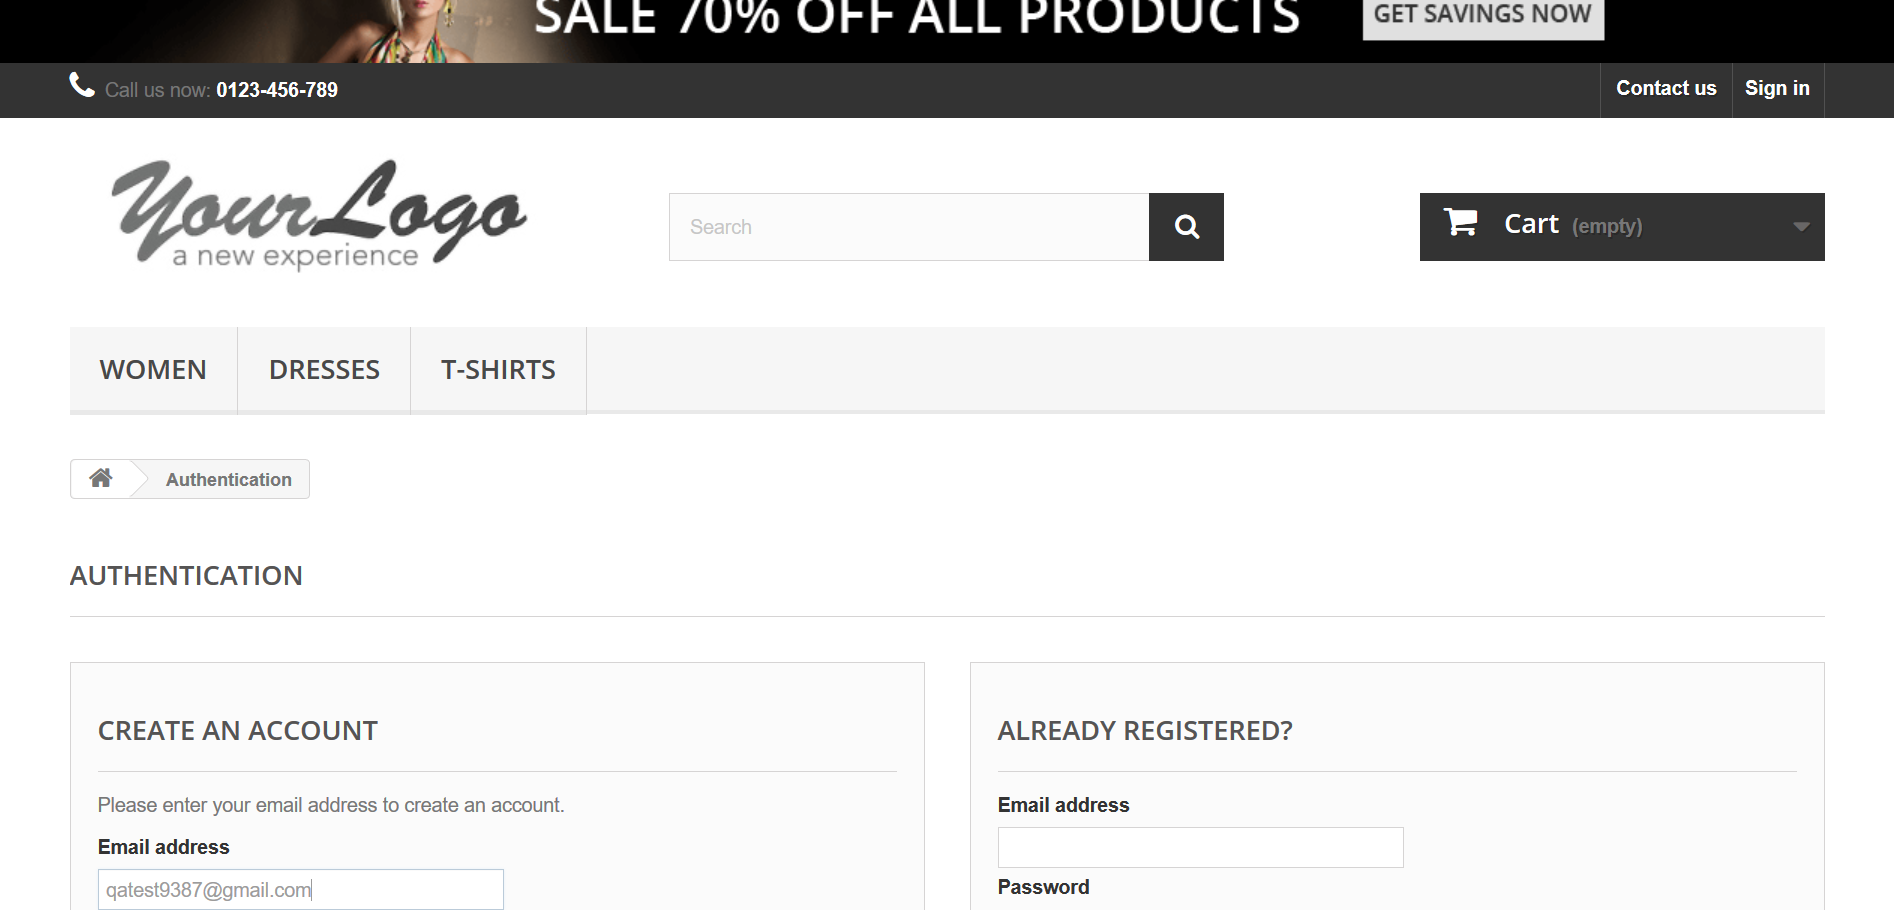 SALE 70% OFF ALL PRODUCTS
GET SAVINGS NOW
Call us now: 0123-456-789
Contact us
Sign in
YourLogo
a new experience
Search
Cart (empty)
WOMEN
DRESSES
T-SHIRTS
Authentication
AUTHENTICATION
CREATE AN ACCOUNT
Please enter your email address to create an account.
Email address
qatest9387@gmail.com
ALREADY REGISTERED?
Email address
Password